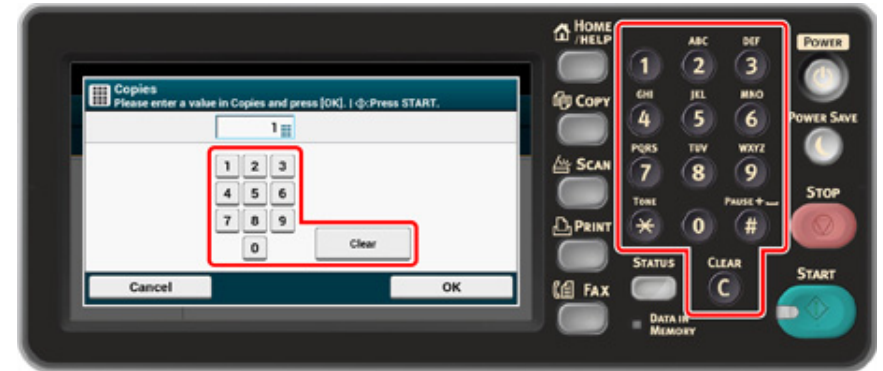 Copies
Please enter a value in Copies and press [OK]. | :Press START.
1
1 2 3
4 5 6
7 8 9
0
Clear
Cancel
OK
HOME
/HELP
COPY
SCAN
PRINT
FAX
ABC DEF
1 2 3
GHI JKL MNO
4 5 6
PQRS TUV WXYZ
7 8 9
TONE PAUSE +
* 0 #
STATUS
CLEAR
C
DATA IN
MEMORY
POWER
POWER SAVE
STOP
START